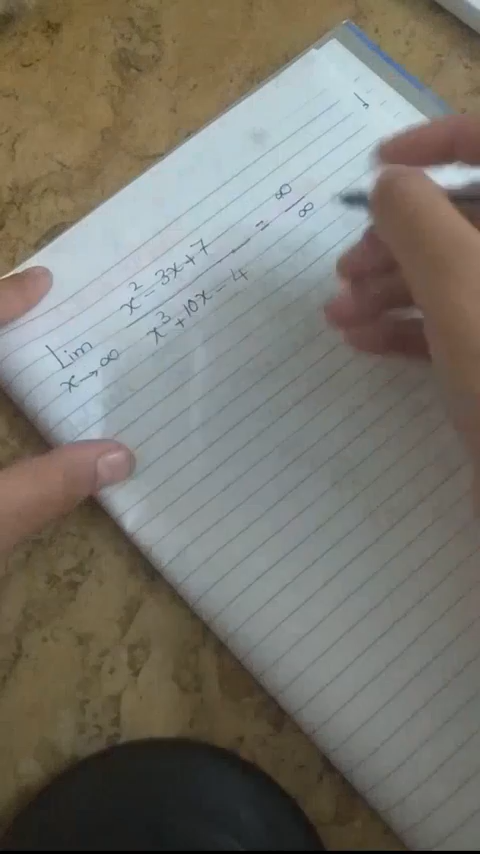 Lim x→∞ (x² - 3x + 7)/(x³ + 10x - 4) = ∞/∞